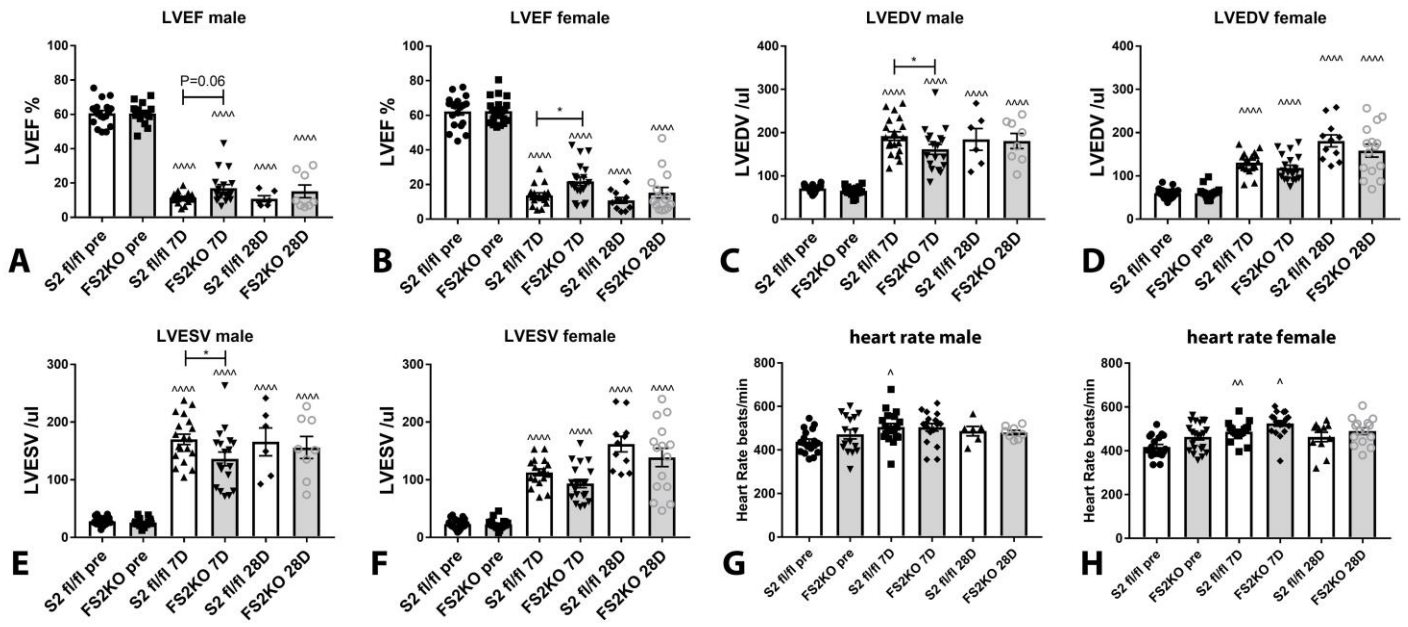 LVEF male
LVEF %
100
80
60
40
20
0
P=0.06
^^^^
^^^^
^^^^
^^^^
S2 fl/fl pre
FS2KO pre
S2 fl/fl 7D
FS2KO 7D
S2 fl/fl 28D
FS2KO 28D
A
LVEF female
LVEF %
100
80
60
40
20
0
*
^^^^
^^^^
^^^^
^^^^
S2 fl/fl pre
FS2KO pre
S2 fl/fl 7D
FS2KO 7D
S2 fl/fl 28D
FS2KO 28D
B
LVEDV male
LVEDV /ul
400
300
200
100
0
*
^^^^
^^^^
^^^^
^^^^
S2 fl/fl pre
FS2KO pre
S2 fl/fl 7D
FS2KO 7D
S2 fl/fl 28D
FS2KO 28D
C
LVEDV female
LVEDV /ul
400
300
200
100
0
^^^^
^^^^
^^^^
^^^^
S2 fl/fl pre
FS2KO pre
S2 fl/fl 7D
FS2KO 7D
S2 fl/fl 28D
FS2KO 28D
D
LVESV male
LVESV /ul
300
200
100
0
*
^^^^
^^^^
^^^^
^^^^
S2 fl/fl pre
FS2KO pre
S2 fl/fl 7D
FS2KO 7D
S2 fl/fl 28D
FS2KO 28D
E
LVESV female
LVESV /ul
300
200
100
0
^^^^
^^^^
^^^^
^^^^
S2 fl/fl pre
FS2KO pre
S2 fl/fl 7D
FS2KO 7D
S2 fl/fl 28D
FS2KO 28D
F
heart rate male
Heart Rate beats/min
800
600
400
200
0
^
S2 fl/fl pre
FS2KO pre
S2 fl/fl 7D
FS2KO 7D
S2 fl/fl 28D
FS2KO 28D
G
heart rate female
Heart Rate beats/min
800
600
400
200
0
^^
^
S2 fl/fl pre
FS2KO pre
S2 fl/fl 7D
FS2KO 7D
S2 fl/fl 28D
FS2KO 28D
H